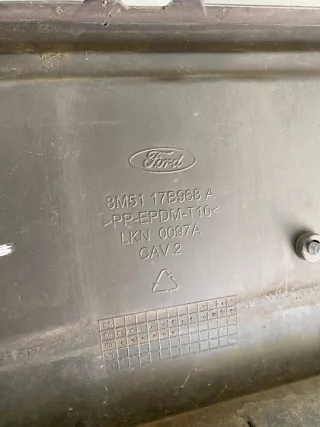 Ford
8M51 17B968 A
>PP-EPDM-T10<
LKN 0097A
CAV 2